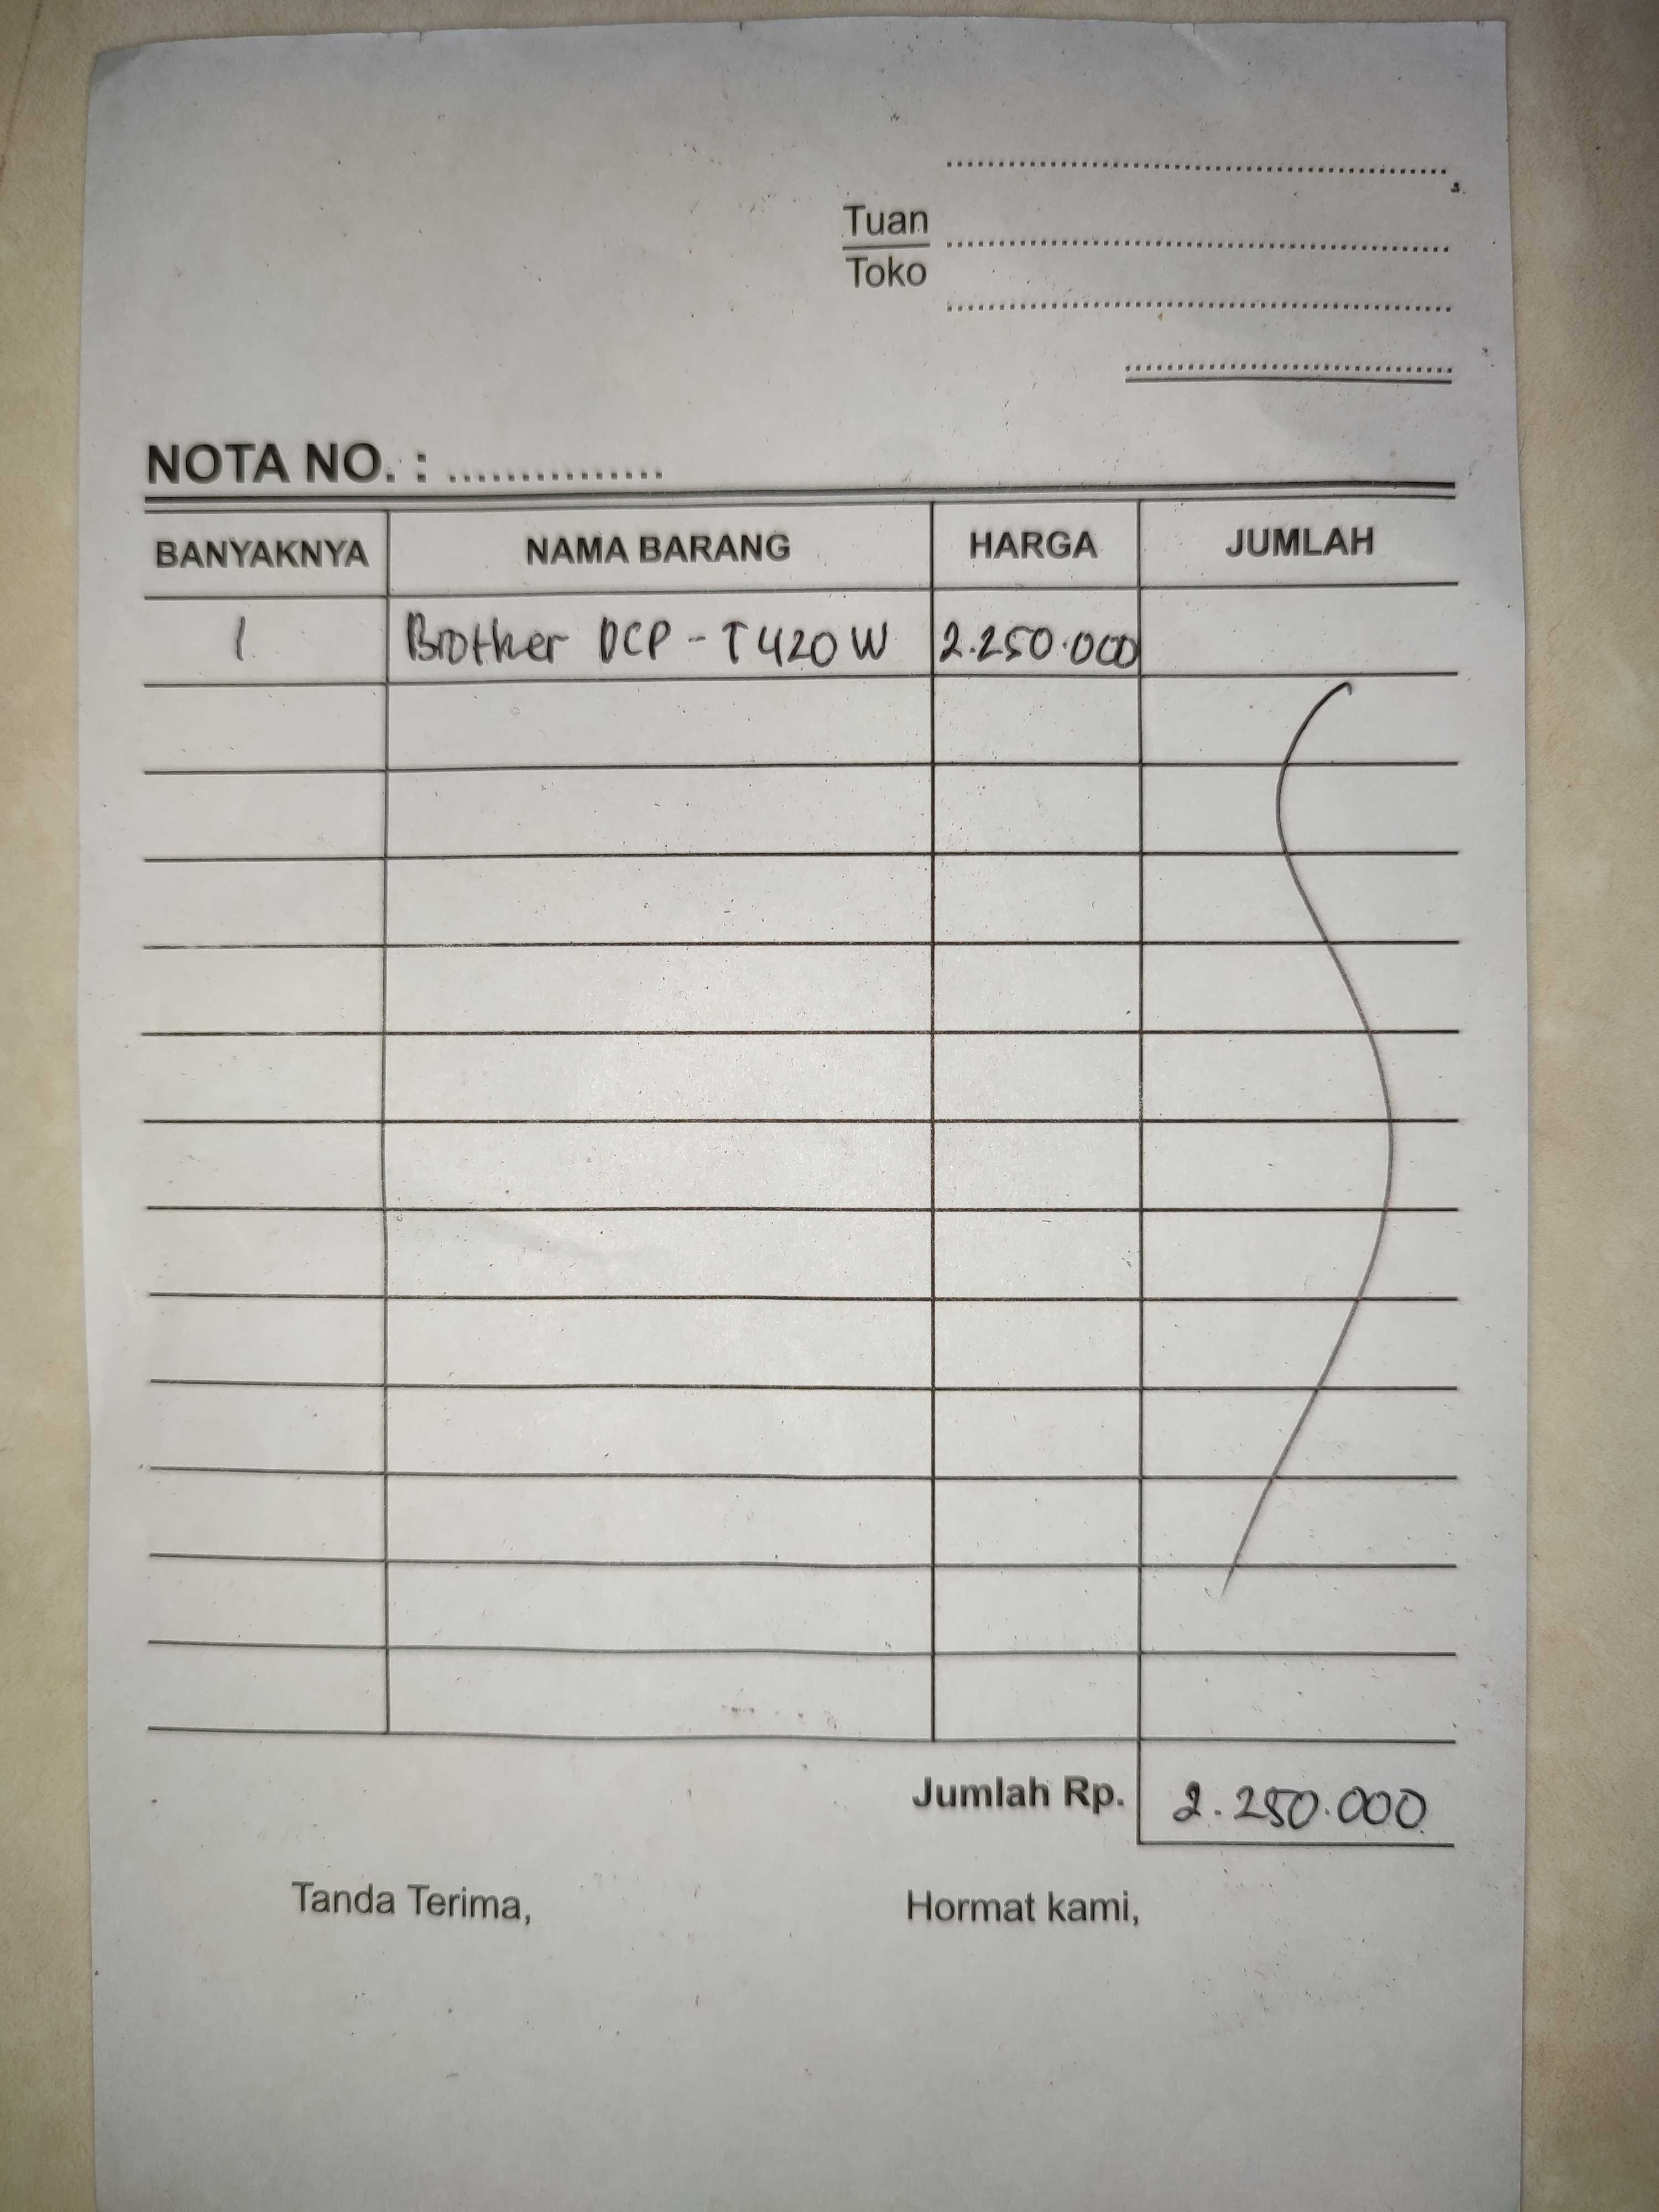 Tuan
Toko
NOTA NO. : ...............
BANYAKNYA NAMA BARANG HARGA JUMLAH
1 Brother DCP - T420W 2.250.000
Jumlah Rp. 2.250.000
Tanda Terima, Hormat kami,